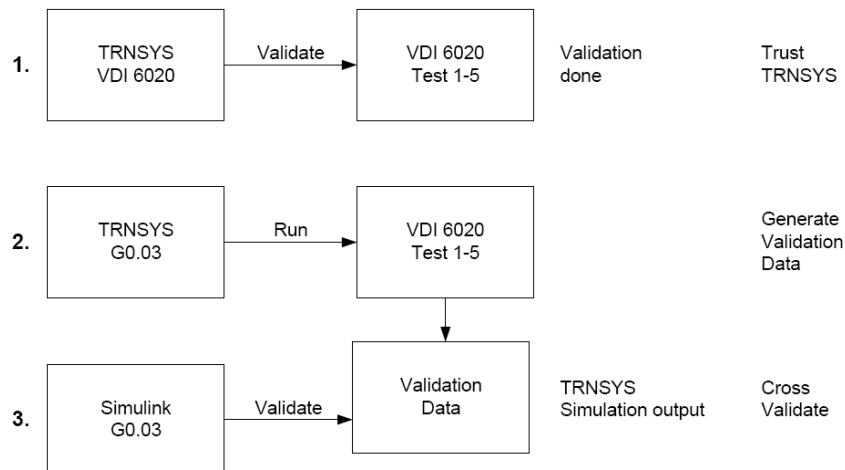 1.
TRNSYS
VDI 6020
Validate
VDI 6020
Test 1-5
Validation
done
Trust
TRNSYS
2.
TRNSYS
G0.03
Run
VDI 6020
Test 1-5
Generate
Validation
Data
3.
Simulink
G0.03
Validate
Validation
Data
TRNSYS
Simulation output
Cross
Validate